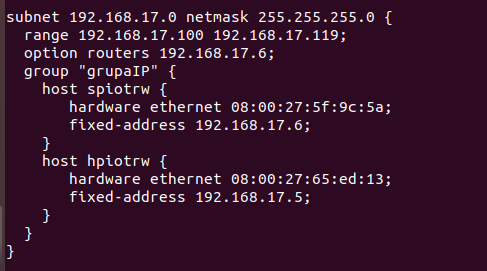 subnet 192.168.17.0 netmask 255.255.255.0 {
  range 192.168.17.100 192.168.17.119;
  option routers 192.168.17.6;
  group "grupaIP" {
    host spiotrw {
       hardware ethernet 08:00:27:5f:9c:5a;
       fixed-address 192.168.17.6;
    }
    host hpiotrw {
       hardware ethernet 08:00:27:65:ed:13;
       fixed-address 192.168.17.5;
    }
  }
}